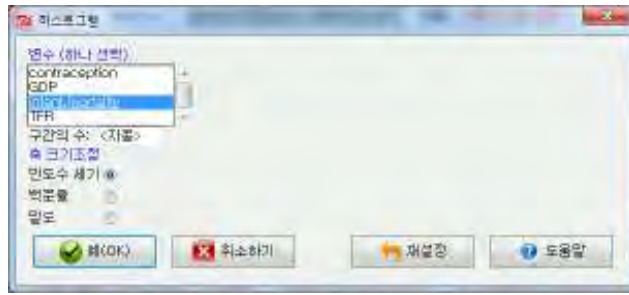 히스토그램
변수 (하나 선택)
contraception
GDP
infant.mortality
TFR
구간의 수: <자동>
축 크기조절
빈도수 세기
백분율
밀도
예(OK)
취소하기
재설정
도움말